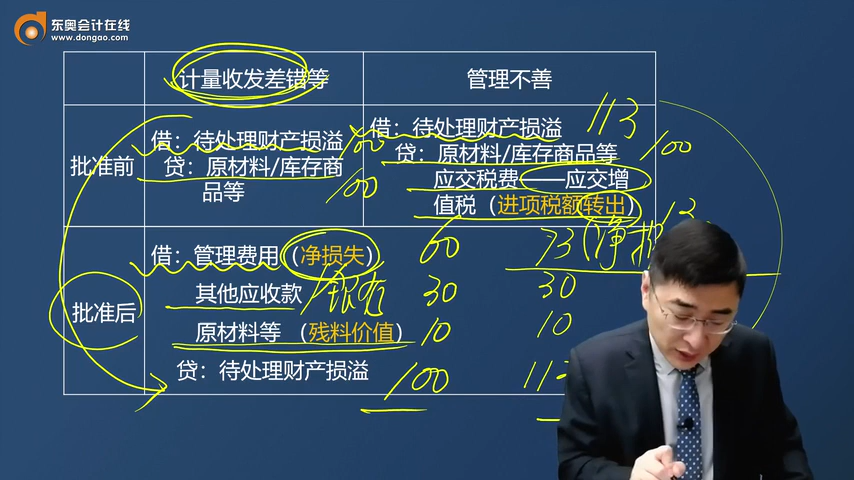 东奥会计在线
www.dongao.com
计量收发差错等
管理不善
批准前
借：待处理财产损溢
贷：原材料/库存商
品等
100
100
借：待处理财产损溢
113
贷：原材料/库存商品等
100
应交税费——应交增
值税（进项税额转出）
13
批准后
借：管理费用（净损失）
60
73（净损
其他应收款/银存
30
30
原材料等（残料价值）
10
10
贷：待处理财产损溢
100